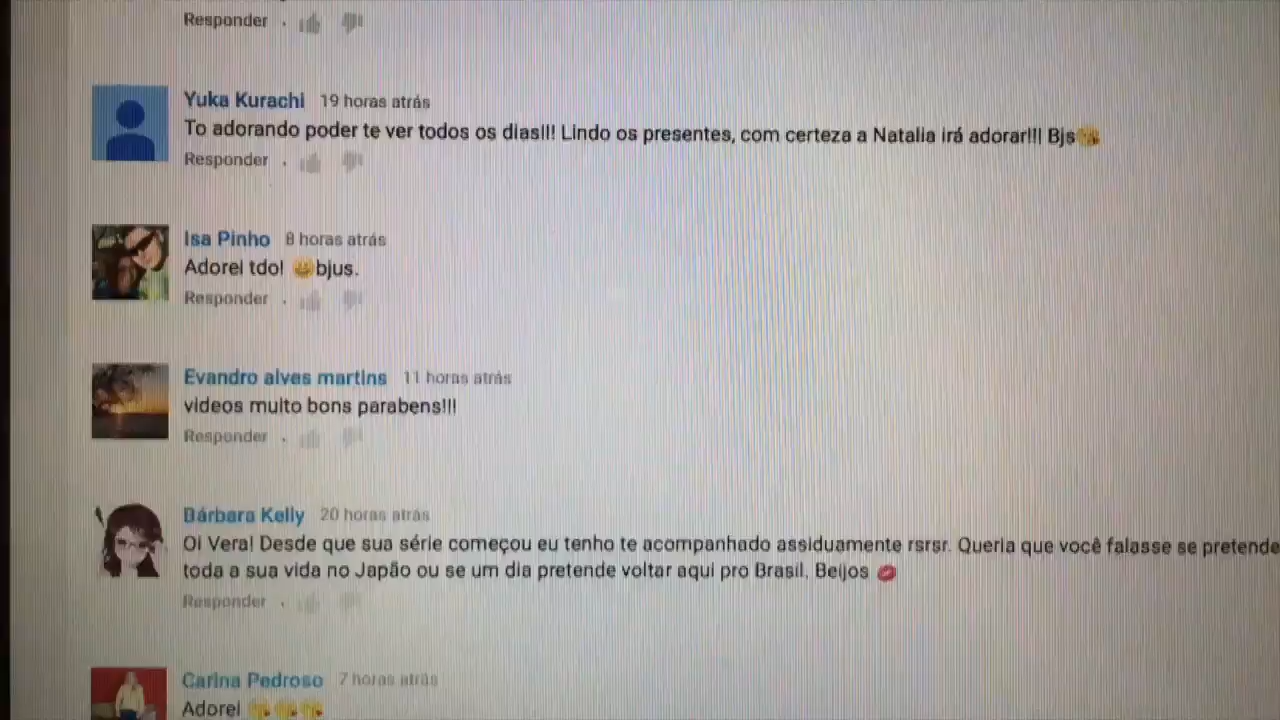 Responder .
Yuka Kurachi 19 horas atrás
To adorando poder te ver todos os dias!!! Lindo os presentes, com certeza a Natalia irá adorar!!! Bjs😘
Responder .
Isa Pinho 8 horas atrás
Adorei tdo! 😀bjus.
Responder .
Evandro alves martins 11 horas atrás
videos muito bons parabens!!!
Responder .
Bárbara Kelly 20 horas atrás
Oi Vera! Desde que sua série começou eu tenho te acompanhado assiduamente rsrsr. Queria que você falasse se pretende
toda a sua vida no Japão ou se um dia pretende voltar aqui pro Brasil. Beijos 💋
Responder .
Carina Pedroso 7 horas atrás
Adorei 😘😘😘